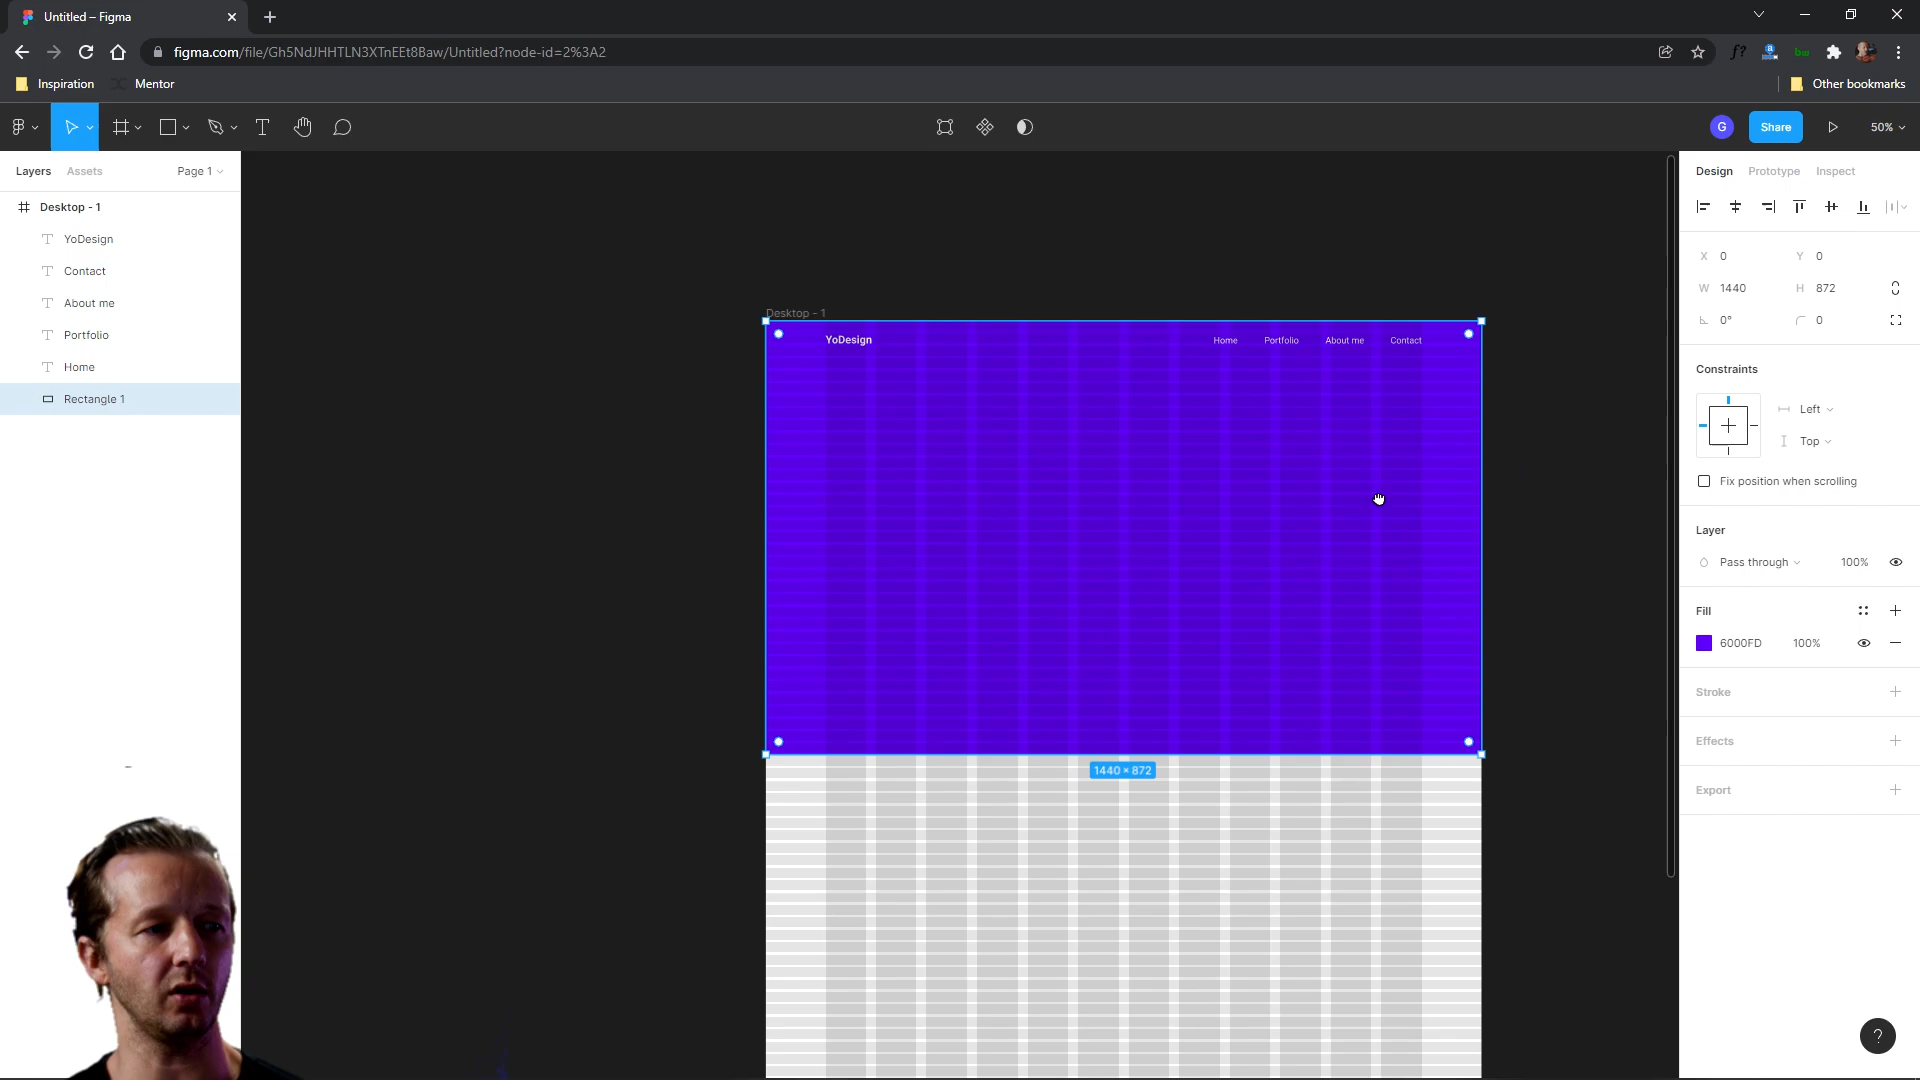 Untitled – Figma
figma.com/file/Gh5NdJHHTLN3XTnEEt8Baw/Untitled?node-id=2%3A2
f?
bw
Inspiration
Mentor
Other bookmarks
G
Share
50%
Layers
Assets
Page 1
Desktop - 1
YoDesign
Contact
About me
Portfolio
Home
Rectangle 1
Desktop - 1
YoDesign
Home
Portfolio
About me
Contact
1440 × 872
Design
Prototype
Inspect
X 0
Y 0
W 1440
H 872
0°
0
Constraints
Left
Top
Fix position when scrolling
Layer
Pass through
100%
Fill
6000FD
100%
Stroke
Effects
Export
?